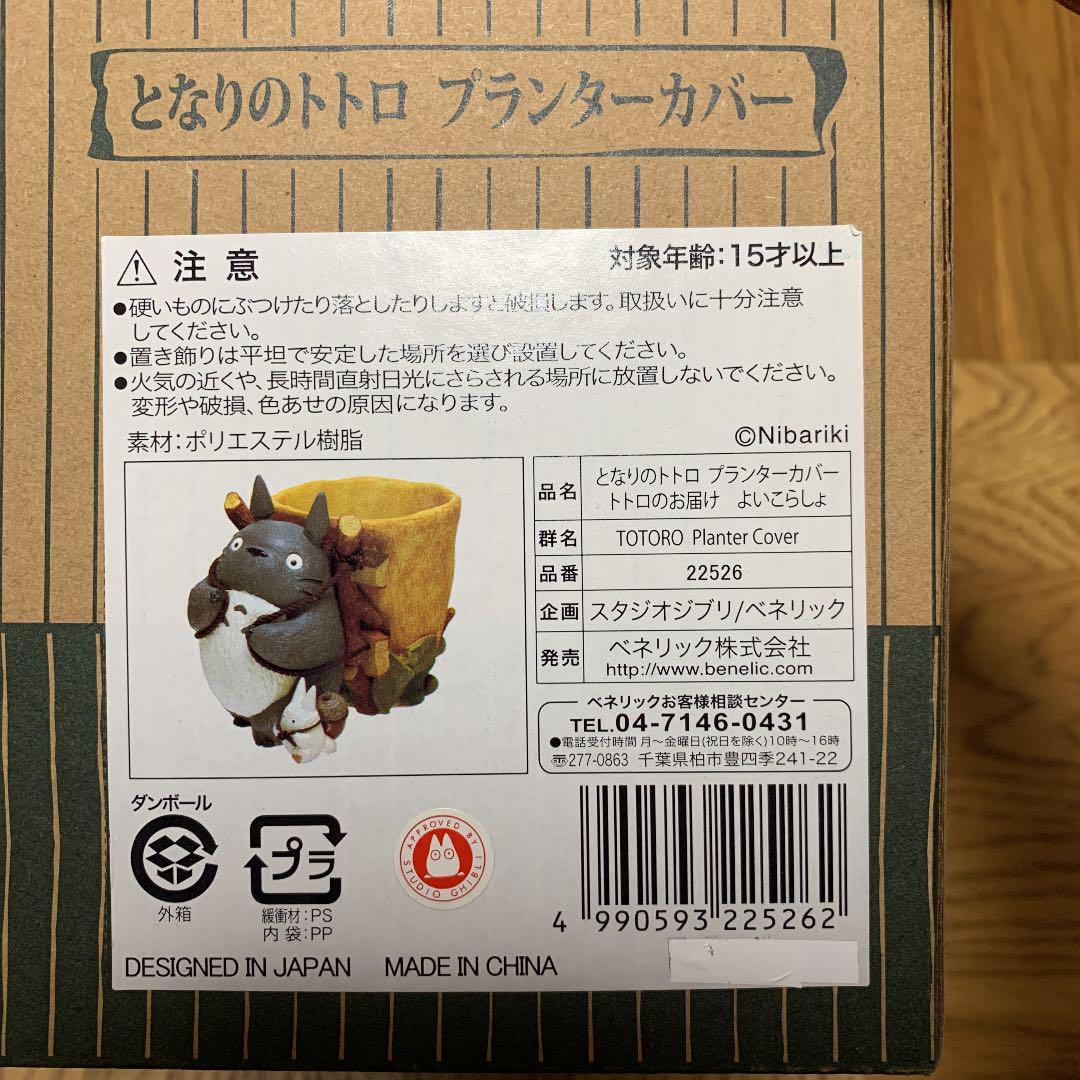 となりのトトロ プランターカバー
注意
対象年齢:15才以上
●硬いものにぶつけたり落としたりしますと破損します。取扱いに十分注意
してください。
●置き飾りは平坦で安定した場所を選び設置してください。
●火気の近くや、長時間直射日光にさらされる場所に放置しないでください。
変形や破損、色あせの原因になります。
素材:ポリエステル樹脂
©Nibariki
品名 となりのトトロ プランターカバー
トトロのお届け よいこらしょ
群名 TOTORO Planter Cover
品番 22526
企画 スタジオジブリ/ベネリック
発売 ベネリック株式会社
http://www.benelic.com
ベネリックお客様相談センター
TEL.04-7146-0431
●電話受付時間 月~金曜日(祝日を除く)10時~16時
〒277-0863 千葉県柏市豊四季241-22
ダンボール
外箱
プラ
緩衝材:PS
内袋:PP
APPROVED BY STUDIO GHIBLI
4 990593 225262
DESIGNED IN JAPAN MADE IN CHINA